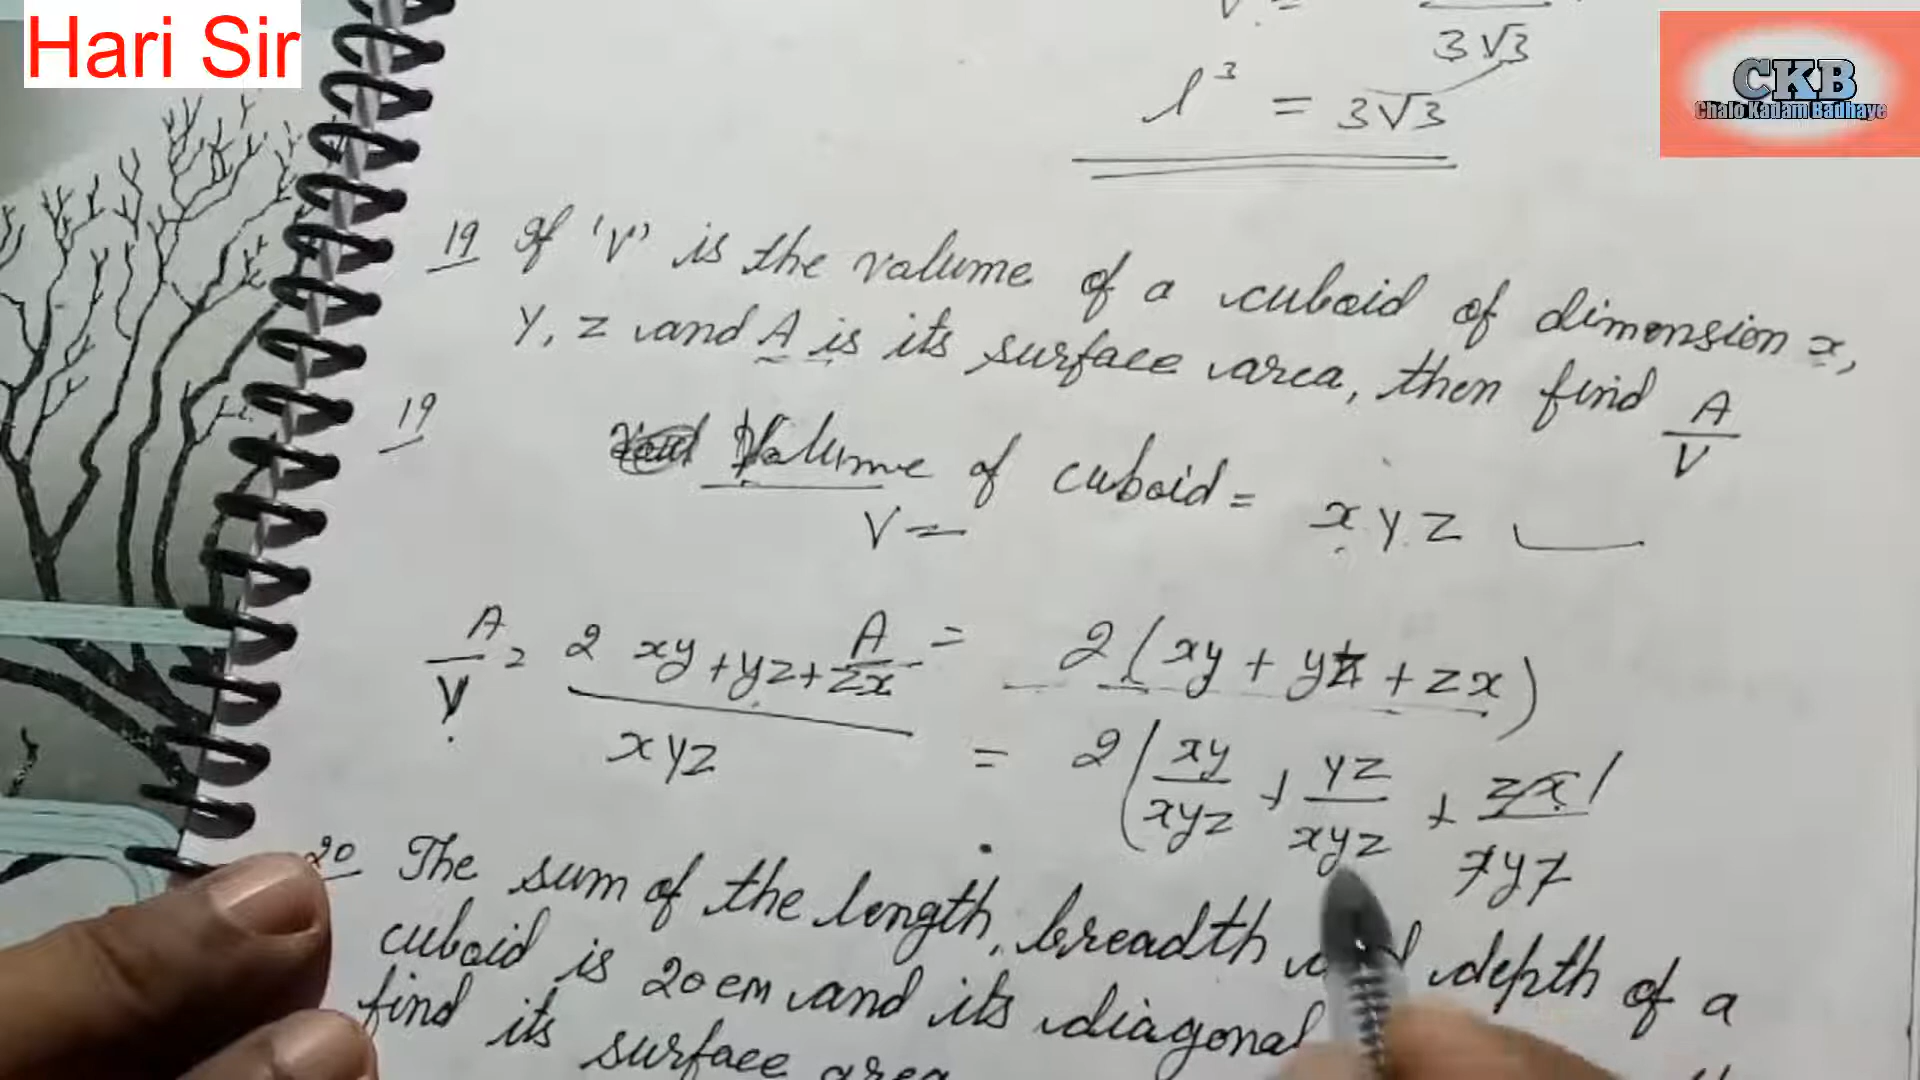 Hari Sir
CKB
Chalo Kadam Badhaye
V =
3√3
l³ = 3√3
19 If 'V' is the valume of a cuboid of dimension x,
Y, z and A is its surface area, then find A/V
19
Valume of cuboid = x y z
V =
A = 2(xy + yz + zx)
A/V = 2 xy+yz+zx / xyz
= 2(xy/xyz + yz/xyz + zx/xyz)
20 The sum of the length, breadth and depth of a
cuboid is 20 cm and its diagonal
find its surface area